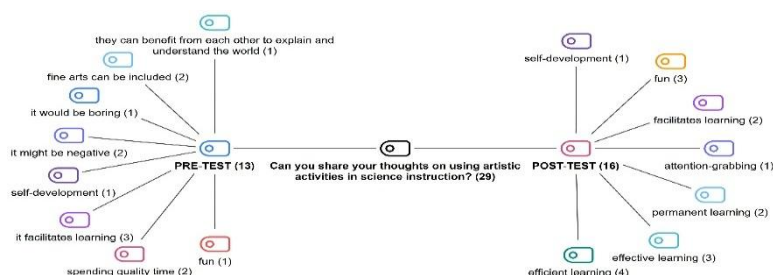 they can benefit from each other to explain and
understand the world (1)
fine arts can be included (2)
it would be boring (1)
it might be negative (2)
self-development (1)
it facilitates learning (3)
spending quality time (2)
fun (1)
PRE-TEST (13)
Can you share your thoughts on using artistic
activities in science instruction? (29)
POST-TEST (16)
self-development (1)
fun (3)
facilitates learning (2)
attention-grabbing (1)
permanent learning (2)
effective learning (3)
efficient learning (4)